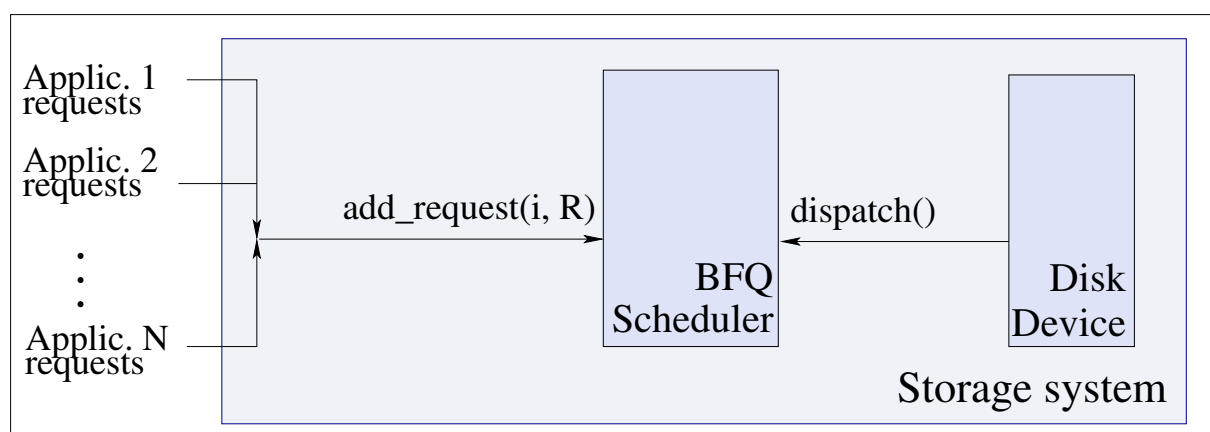 Applic. 1
requests
Applic. 2
requests
Applic. N
requests
add_request(i, R)
dispatch()
BFQ
Scheduler
Disk
Device
Storage system